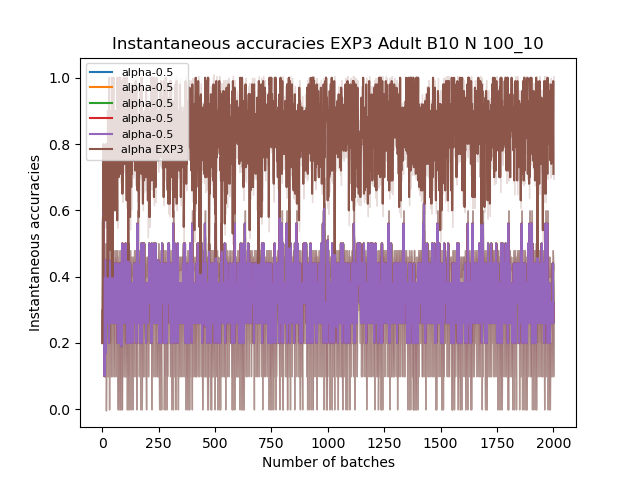 Instantaneous accuracies EXP3 Adult B10 N 100_10
Instantaneous accuracies
1.0
0.8
0.6
0.4
0.2
0.0
alpha-0.5
alpha-0.5
alpha-0.5
alpha-0.5
alpha-0.5
alpha EXP3
0 250 500 750 1000 1250 1500 1750 2000
Number of batches